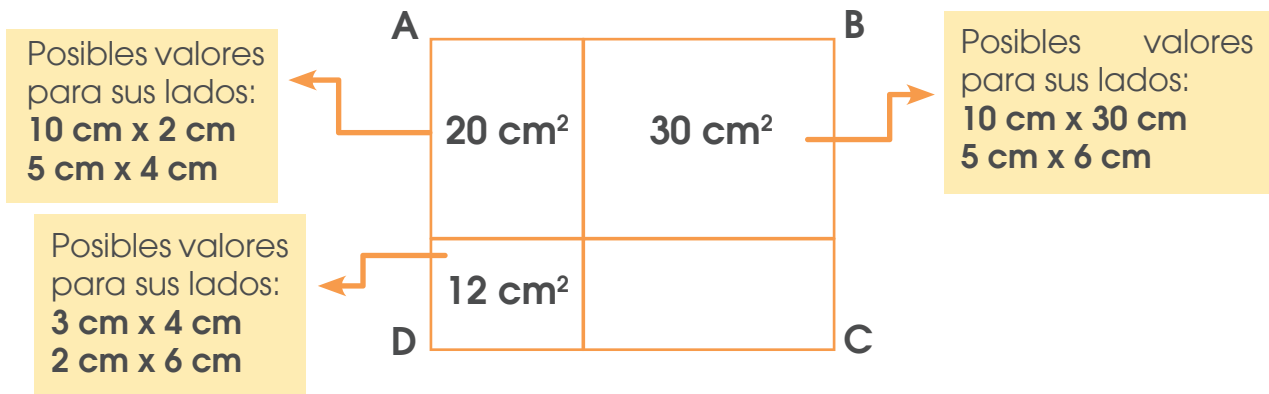 A
B
Posibles valores
para sus lados:
10 cm x 2 cm
5 cm x 4 cm
20 cm²
30 cm²
Posibles valores
para sus lados:
10 cm x 30 cm
5 cm x 6 cm
Posibles valores
para sus lados:
3 cm x 4 cm
2 cm x 6 cm
12 cm²
D
C